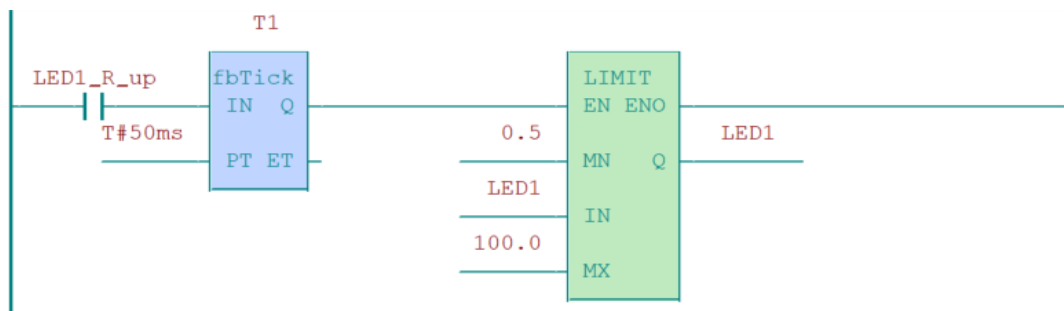 T1
LED1_R_up fbTick LIMIT
IN Q EN ENO
T#50ms 0.5 LED1
PT ET MN Q
LED1
IN
100.0
MX